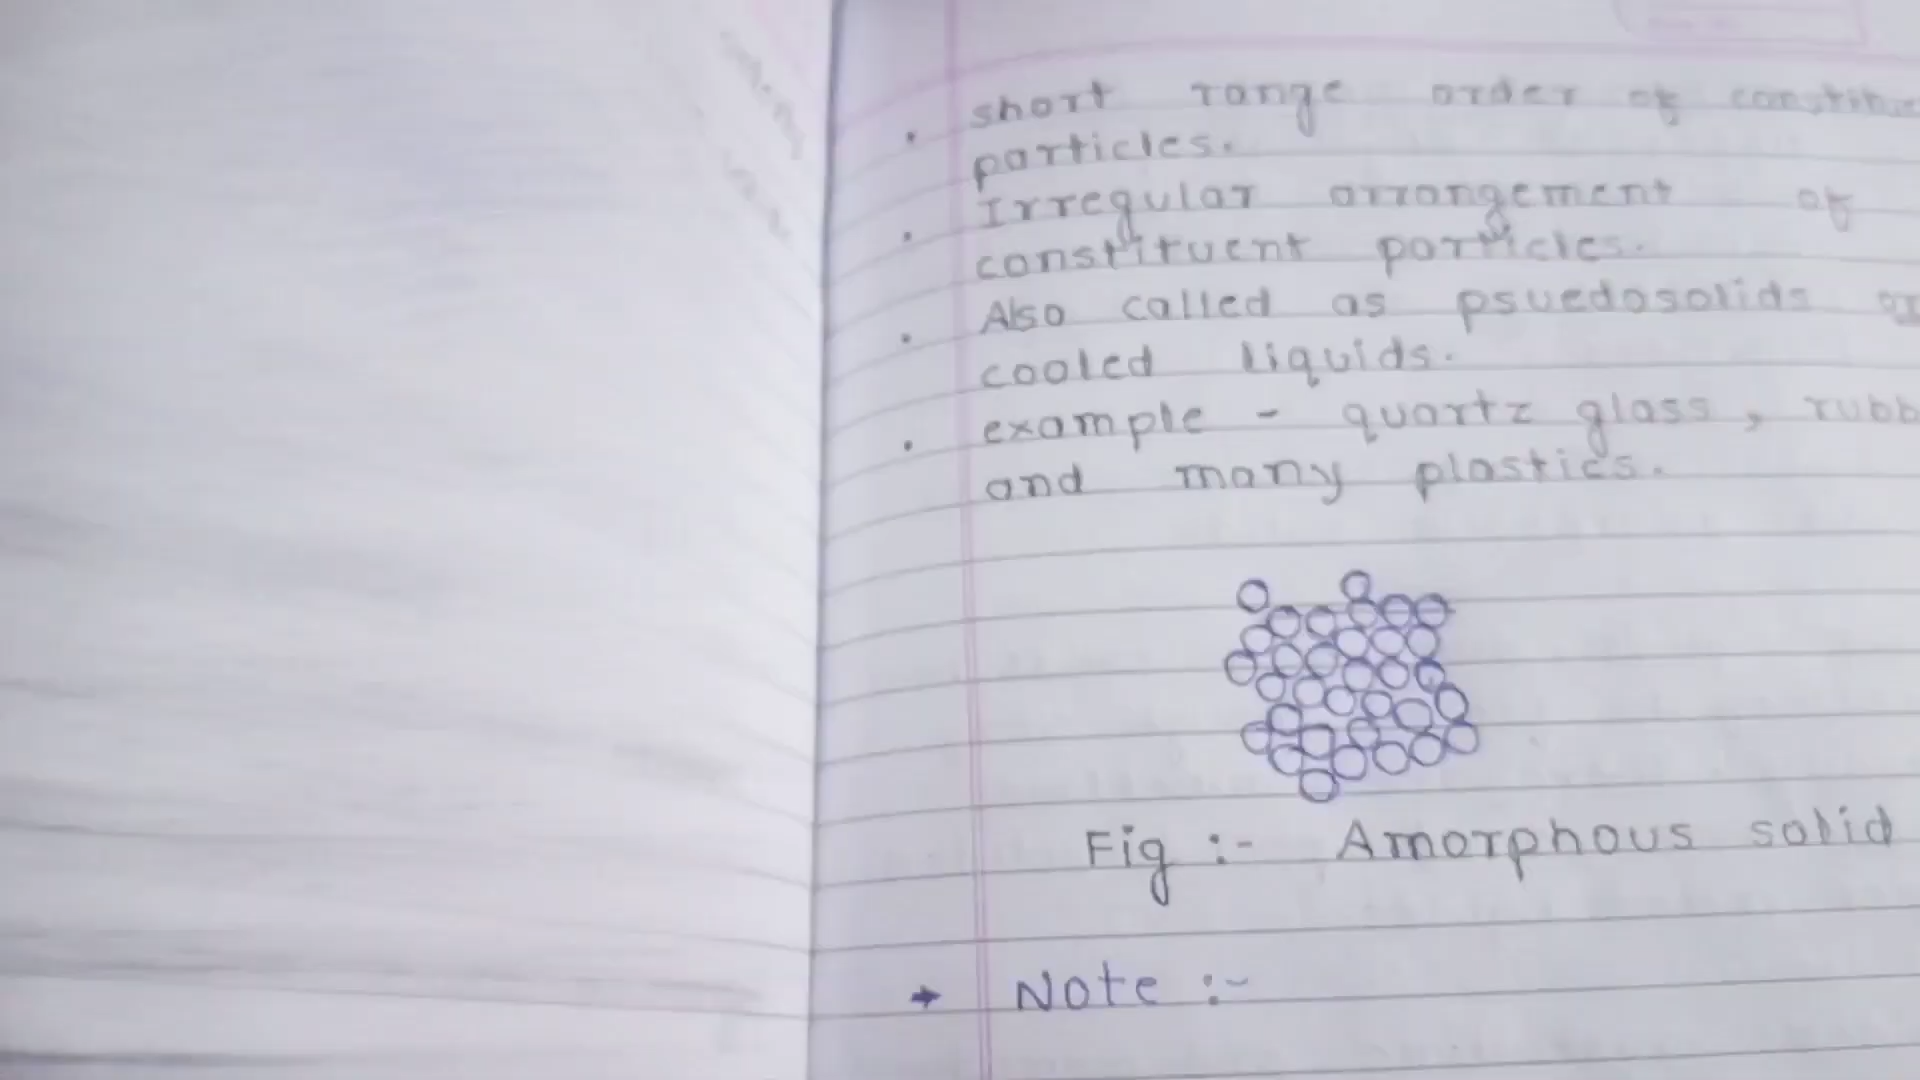 short range order of
particles.
Irregular arrangement of
constituent particles.
Also called as psuedosolids
cooled liquids.
example - quartz glass,
and many plastics.
Fig :- Amorphous solid
→ Note :-